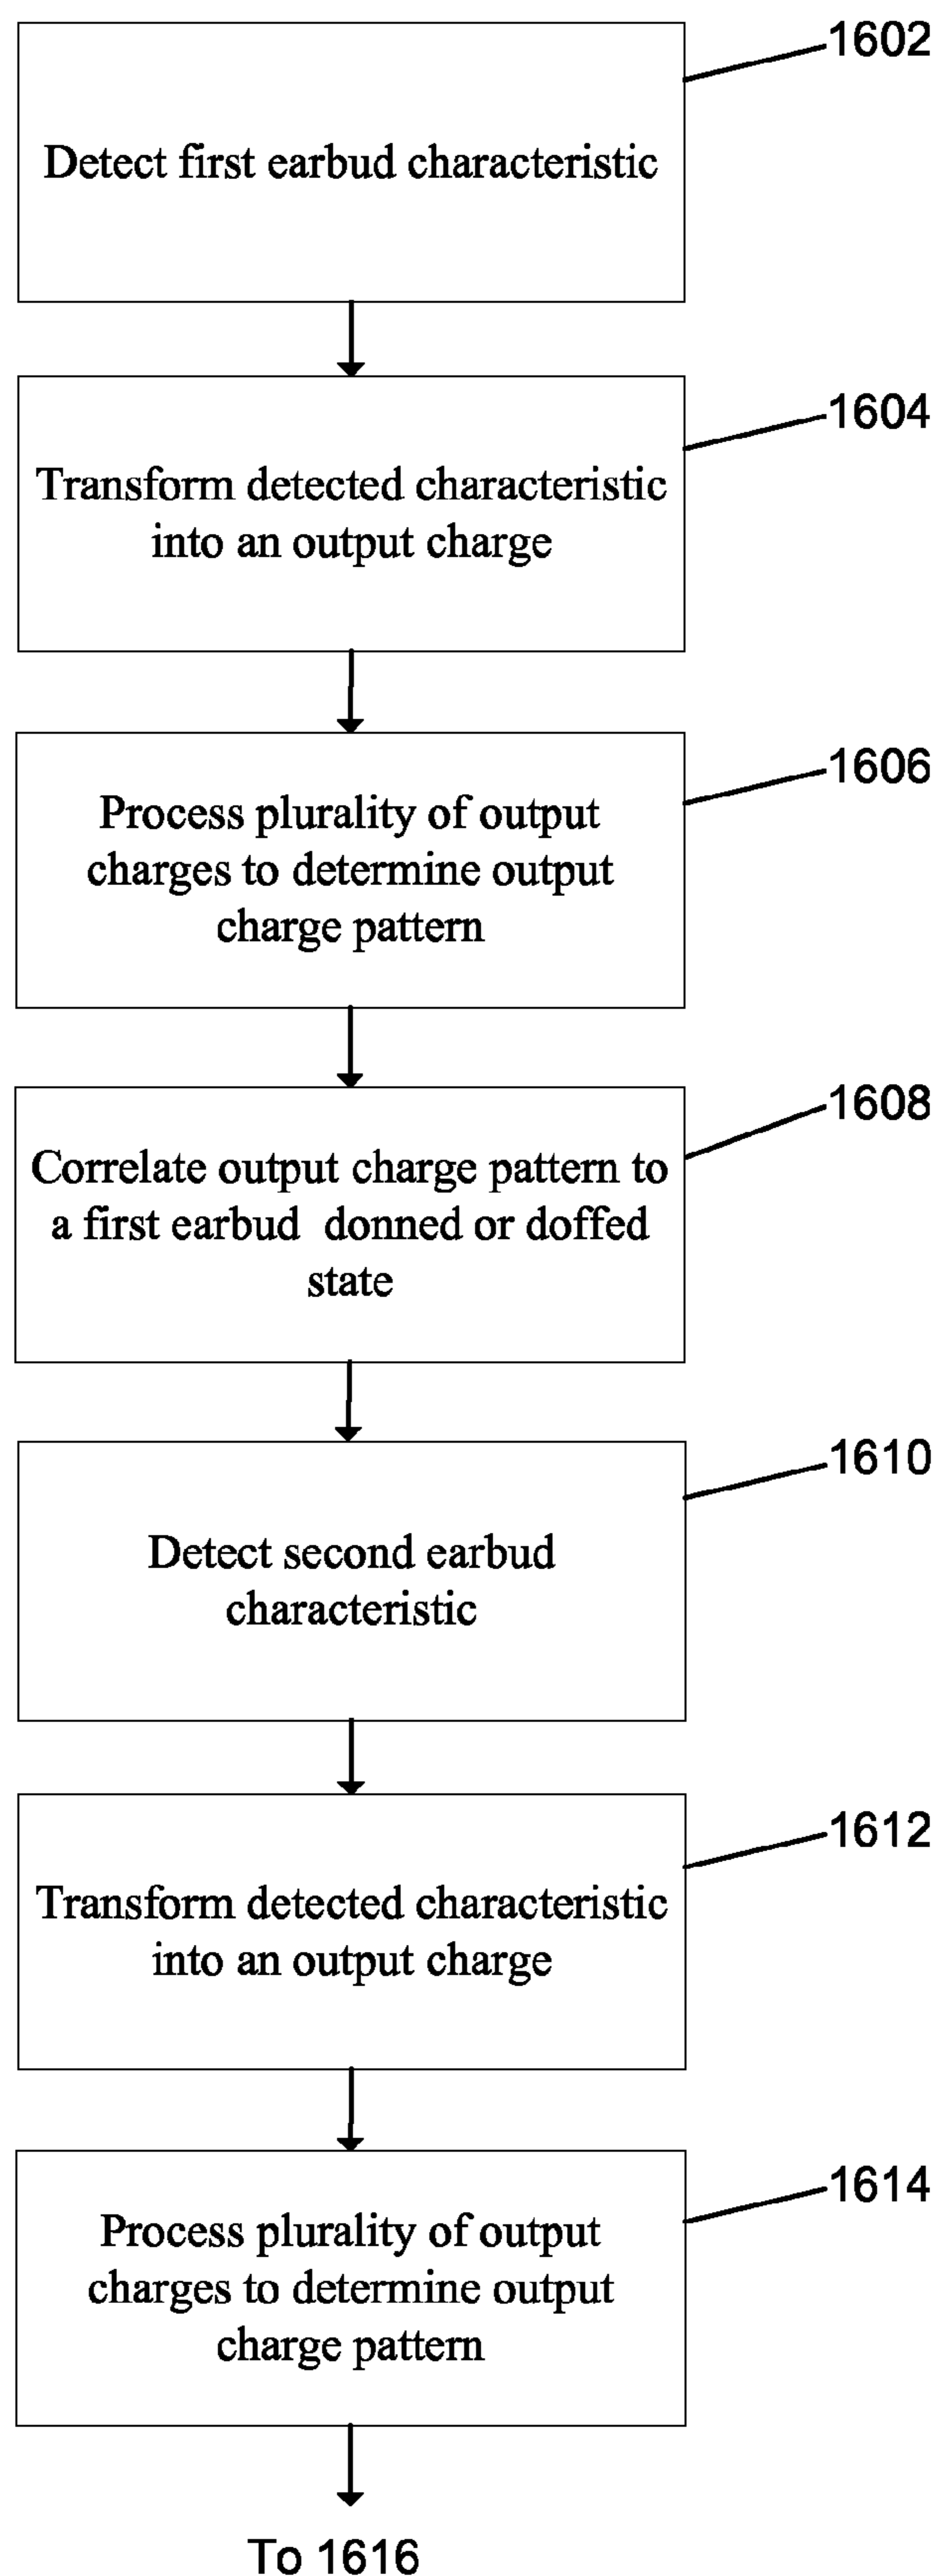 1602
Detect first earbud characteristic
1604
Transform detected characteristic
into an output charge
1606
Process plurality of output
charges to determine output
charge pattern
1608
Correlate output charge pattern to
a first earbud donned or doffed
state
1610
Detect second earbud
characteristic
1612
Transform detected characteristic
into an output charge
1614
Process plurality of output
charges to determine output
charge pattern
To 1616